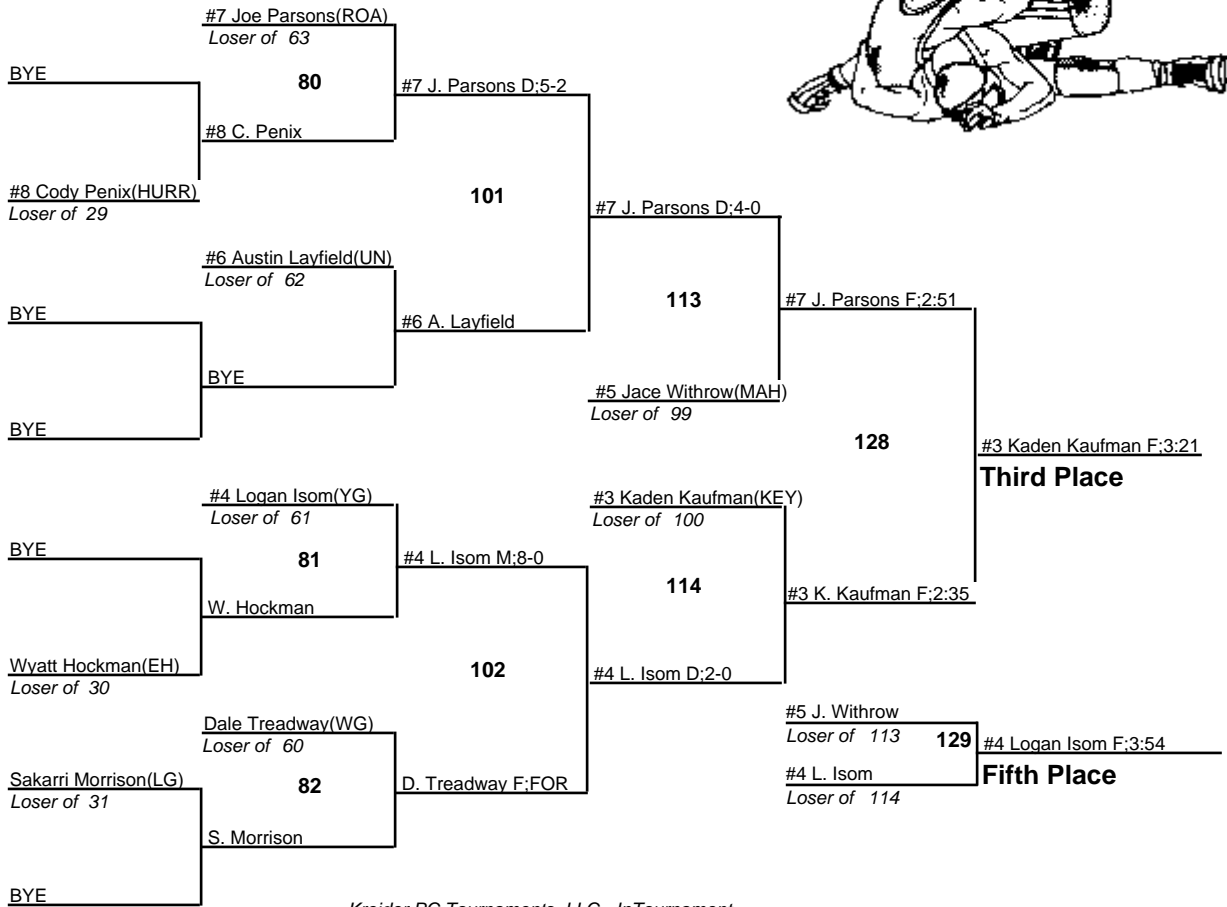 #7 Joe Parsons(ROA)
Loser of 63
BYE
80
#7 J. Parsons D;5-2
#8 C. Penix
#8 Cody Penix(HURR)
Loser of 29
101
#7 J. Parsons D;4-0
#6 Austin Layfield(UN)
Loser of 62
BYE
#6 A. Layfield
113
#7 J. Parsons F;2:51
BYE
#5 Jace Withrow(MAH)
Loser of 99
BYE
128
#3 Kaden Kaufman F;3:21
Third Place
#4 Logan Isom(YG)
Loser of 61
#3 Kaden Kaufman(KEY)
Loser of 100
BYE
81
#4 L. Isom M;8-0
114
W. Hockman
#3 K. Kaufman F;2:35
Wyatt Hockman(EH)
Loser of 30
102
#4 L. Isom D;2-0
Dale Treadway(WG)
Loser of 60
#5 J. Withrow
Loser of 113
129
#4 Logan Isom F;3:54
Fifth Place
Sakarri Morrison(LG)
Loser of 31
82
D. Treadway F;FOR
#4 L. Isom
Loser of 114
S. Morrison
BYE